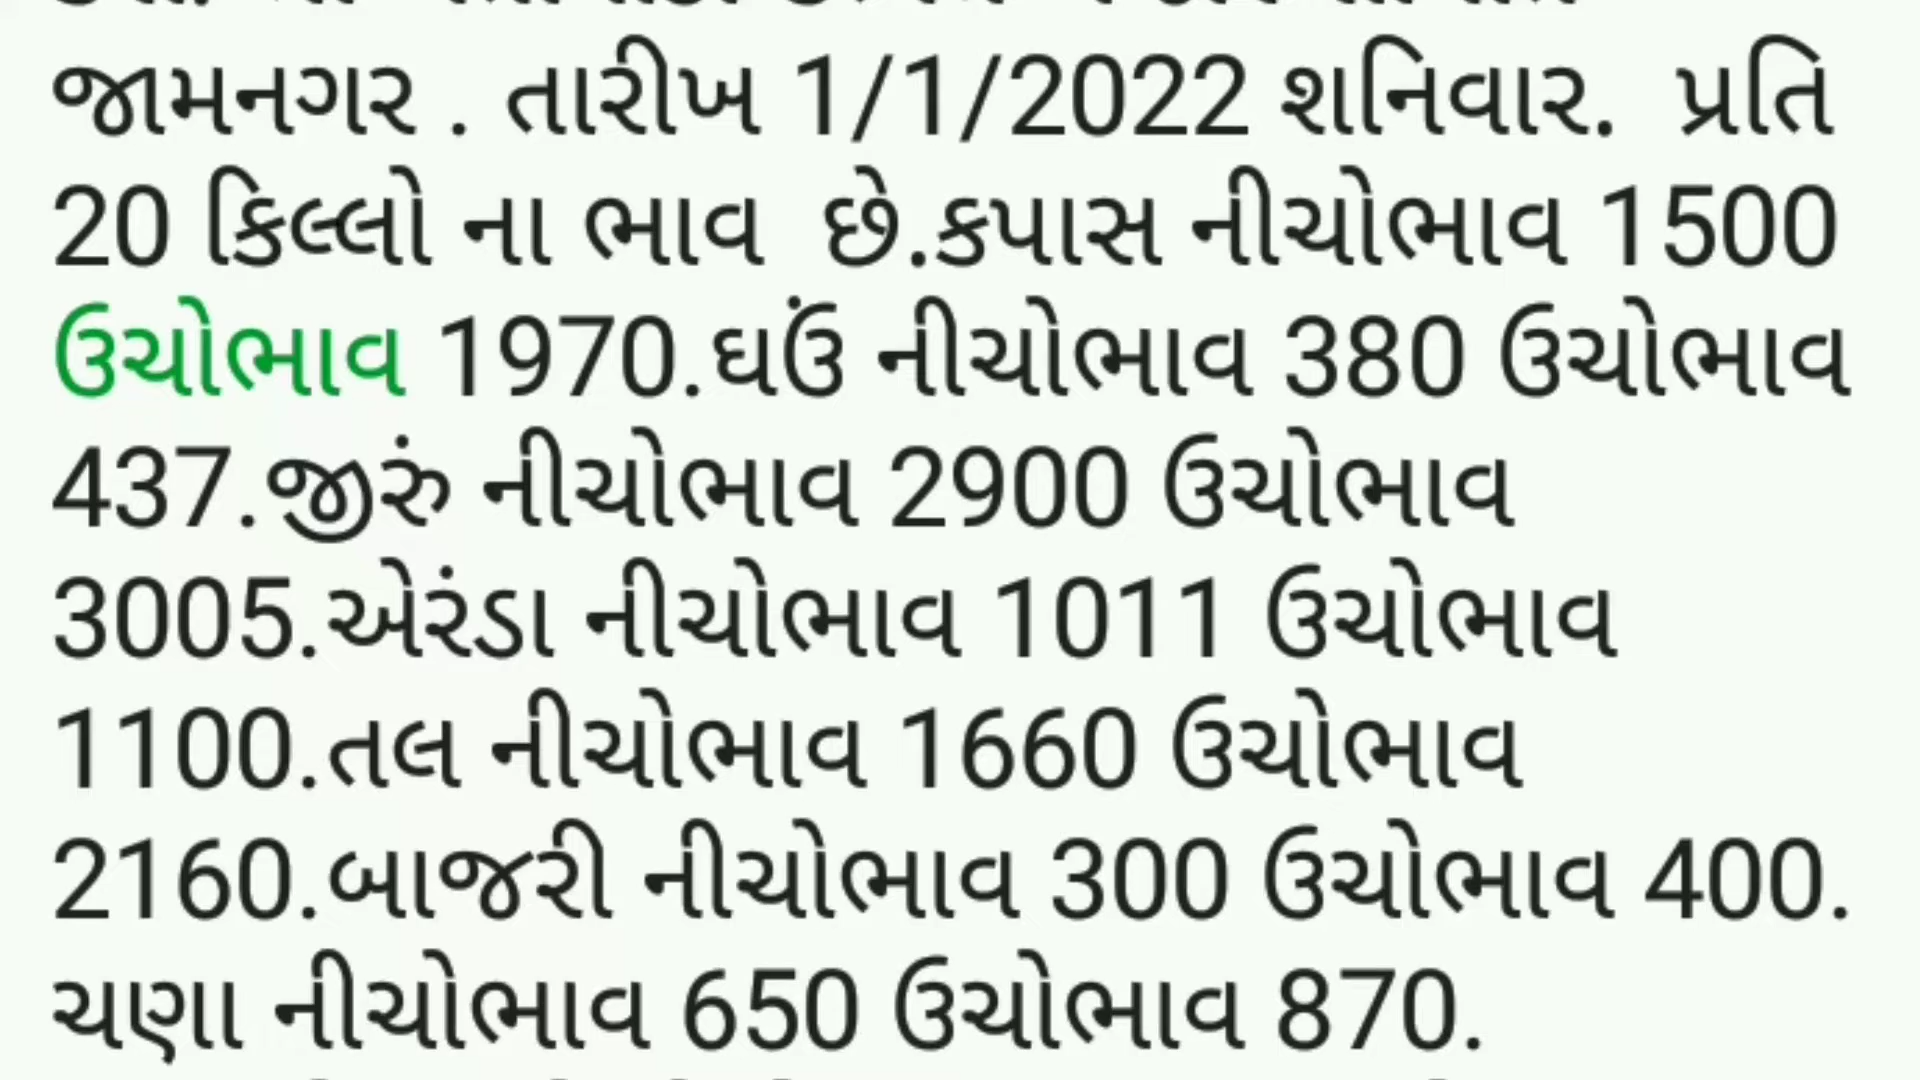 જામનગર . તારીખ 1/1/2022 શનિવાર. પ્રતિ
20 કિલ્લો ના ભાવ છે.કપાસ નીચોભાવ 1500
ઉચોભાવ 1970.ઘઉં નીચોભાવ 380 ઉચોભાવ
437.જીરું નીચોભાવ 2900 ઉચોભાવ
3005.એરંડા નીચોભાવ 1011 ઉચોભાવ
1100.તલ નીચોભાવ 1660 ઉચોભાવ
2160.બાજરી નીચોભાવ 300 ઉચોભાવ 400.
ચણા નીચોભાવ 650 ઉચોભાવ 870.